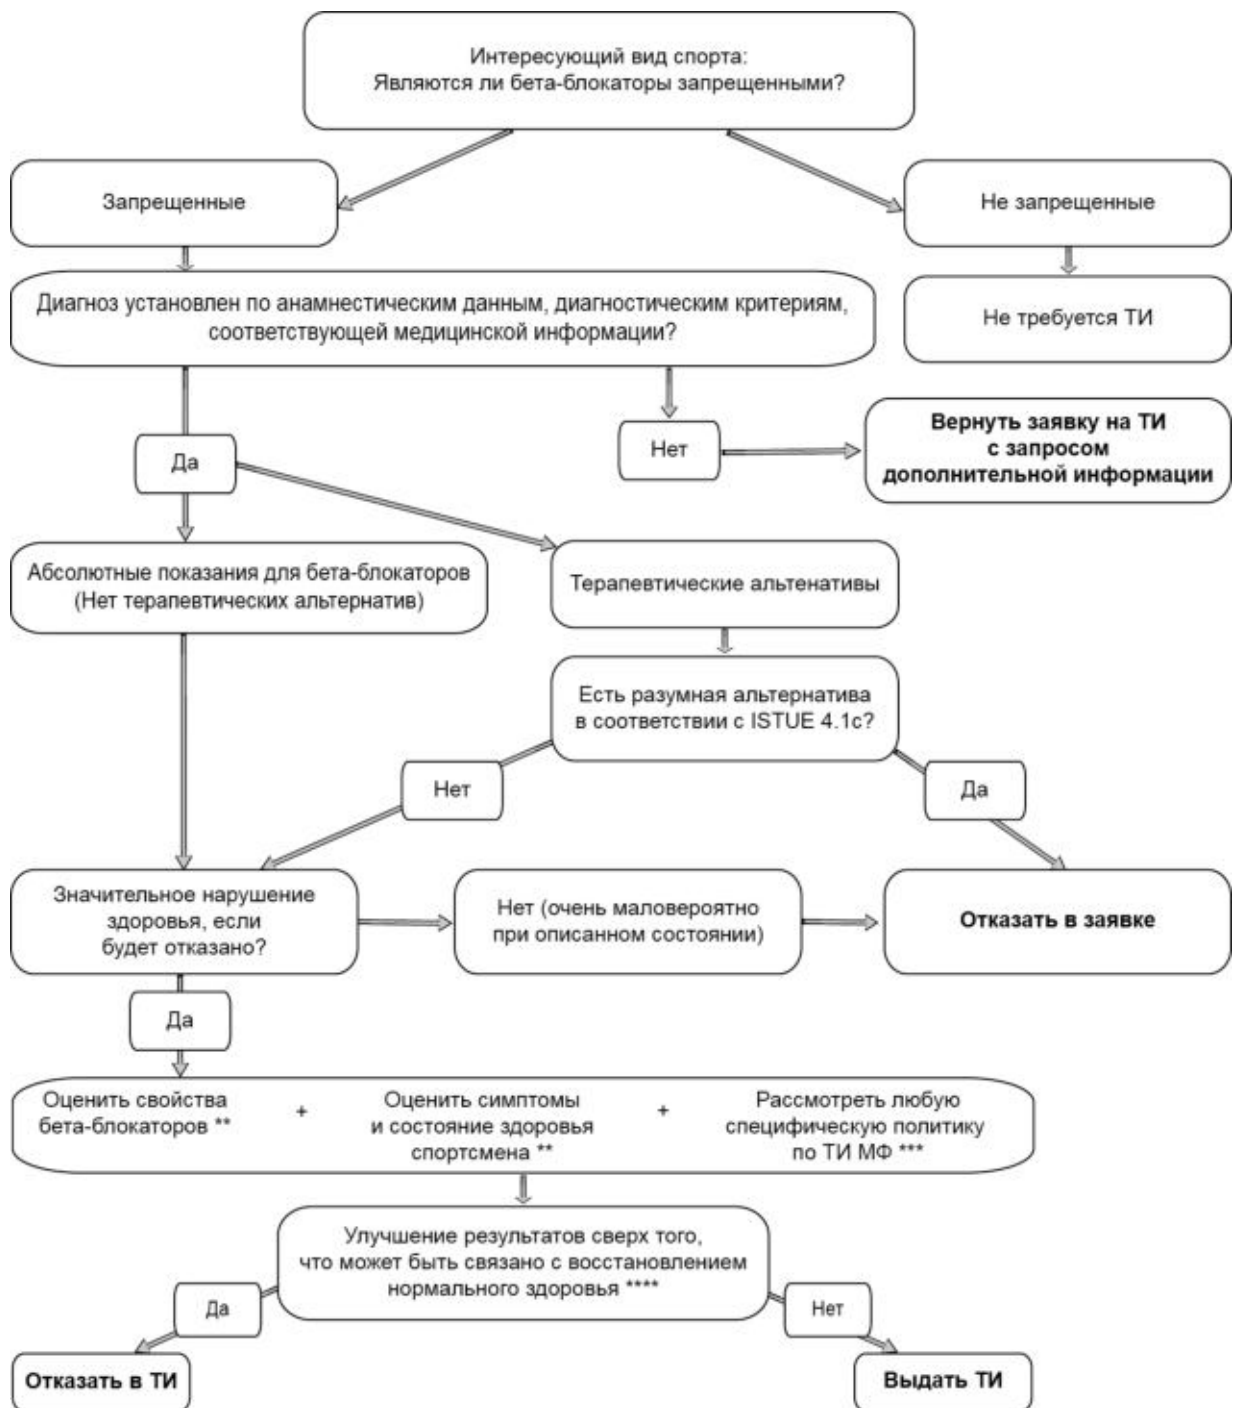 Интересующий вид спорта:
Являются ли бета-блокаторы запрещенными?
Запрещенные
Не запрещенные
Диагноз установлен по анамнестическим данным, диагностическим критериям,
соответствующей медицинской информации?
Не требуется ТИ
Да
Нет
Вернуть заявку на ТИ
с запросом
дополнительной информации
Абсолютные показания для бета-блокаторов
(Нет терапевтических альтернатив)
Терапевтические альтенативы
Есть разумная альтернатива
в соответствии с ISTUE 4.1c?
Нет
Да
Значительное нарушение
здоровья, если
будет отказано?
Нет (очень маловероятно
при описанном состоянии)
Отказать в заявке
Да
Оценить свойства
бета-блокаторов **
+
Оценить симптомы
и состояние здоровья
спортсмена **
+
Рассмотреть любую
специфическую политику
по ТИ МФ ***
Улучшение результатов сверх того,
что может быть связано с восстановлением
нормального здоровья ****
Да
Нет
Отказать в ТИ
Выдать ТИ